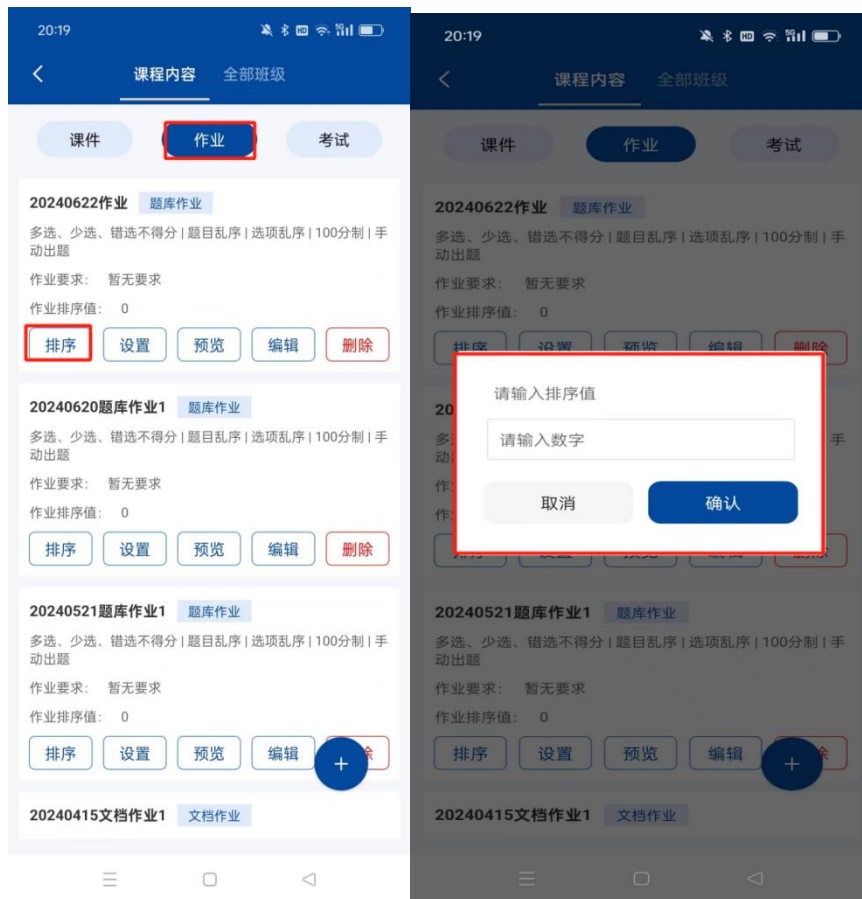 20:19
课程内容 全部班级
课件 作业 考试
20240622作业 题库作业
多选、少选、错选不得分 | 题目乱序 | 选项乱序 | 100分制 | 手
动出题
作业要求: 暂无要求
作业排序值: 0
排序 设置 预览 编辑 删除
20240620题库作业1 题库作业
多选、少选、错选不得分 | 题目乱序 | 选项乱序 | 100分制 | 手
动出题
作业要求: 暂无要求
作业排序值: 0
排序 设置 预览 编辑 删除
20240521题库作业1 题库作业
多选、少选、错选不得分 | 题目乱序 | 选项乱序 | 100分制 | 手
动出题
作业要求: 暂无要求
作业排序值: 0
排序 设置 预览 编辑 +
20240415文档作业1 文档作业
20:19
课程内容 全部班级
课件 作业 考试
20240622作业 题库作业
多选、少选、错选不得分 | 题目乱序 | 选项乱序 | 100分制 | 手
动出题
作业要求: 暂无要求
作业排序值: 0
排序 设置 预览 编辑 删除
请输入排序值
请输入数字
取消 确认
20240521题库作业1 题库作业
多选、少选、错选不得分 | 题目乱序 | 选项乱序 | 100分制 | 手
动出题
作业要求: 暂无要求
作业排序值: 0
排序 设置 预览 编辑 +
20240415文档作业1 文档作业